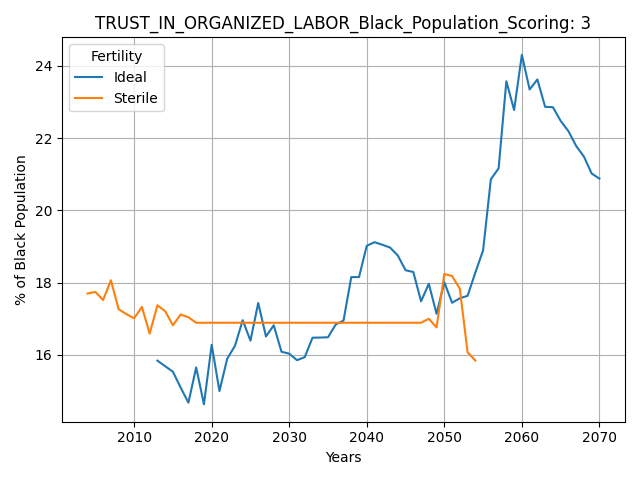 TRUST_IN_ORGANIZED_LABOR_Black_Population_Scoring: 3
Fertility
Ideal
Sterile
% of Black Population
24
22
20
18
16
2010 2020 2030 2040 2050 2060 2070
Years